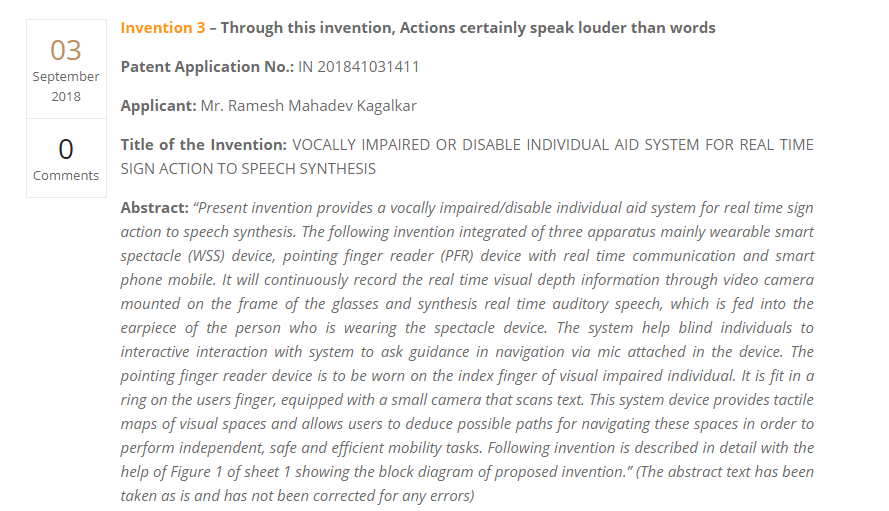 03
September
2018
0
Comments
Invention 3 – Through this invention, Actions certainly speak louder than words
Patent Application No.: IN 201841031411
Applicant: Mr. Ramesh Mahadev Kagalkar
Title of the Invention: VOCALLY IMPAIRED OR DISABLE INDIVIDUAL AID SYSTEM FOR REAL TIME
SIGN ACTION TO SPEECH SYNTHESIS
Abstract: “Present invention provides a vocally impaired/disable individual aid system for real time sign
action to speech synthesis. The following invention integrated of three apparatus mainly wearable smart
spectacle (WSS) device, pointing finger reader (PFR) device with real time communication and smart
phone mobile. It will continuously record the real time visual depth information through video camera
mounted on the frame of the glasses and synthesis real time auditory speech, which is fed into the
earpiece of the person who is wearing the spectacle device. The system help blind individuals to
interactive interaction with system to ask guidance in navigation via mic attached in the device. The
pointing finger reader device is to be worn on the index finger of visual impaired individual. It is fit in a
ring on the users finger, equipped with a small camera that scans text. This system device provides tactile
maps of visual spaces and allows users to deduce possible paths for navigating these spaces in order to
perform independent, safe and efficient mobility tasks. Following invention is described in detail with the
help of Figure 1 of sheet 1 showing the block diagram of proposed invention.” (The abstract text has been
taken as is and has not been corrected for any errors)